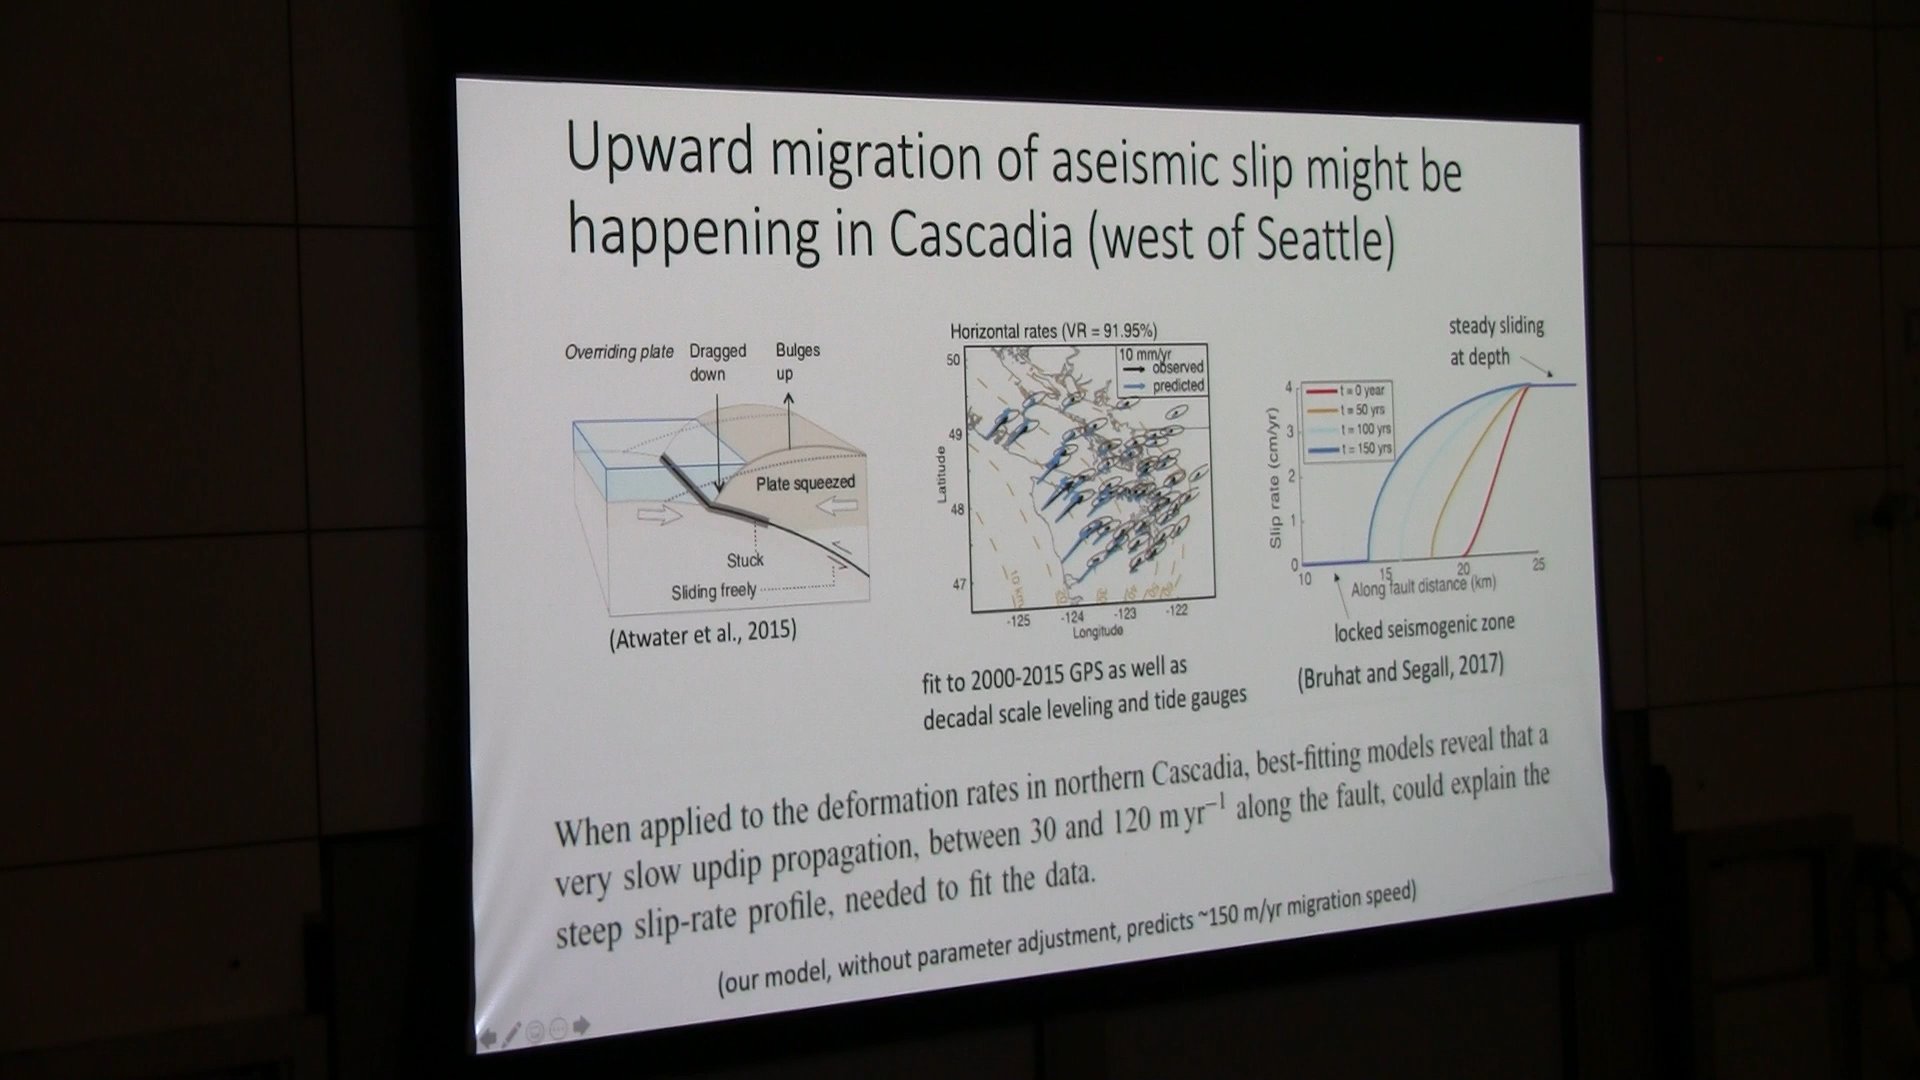 Upward migration of aseismic slip might be
happening in Cascadia (west of Seattle)
Overriding plate
Dragged
down
Bulges
up
Plate squeezed
Stuck
Sliding freely
(Atwater et al., 2015)
Horizontal rates (VR = 91.95%)
10 mm/yr
observed
predicted
50
49
48
47
Latitude
-125
-124
-123
-122
Longitude
fit to 2000-2015 GPS as well as
decadal scale leveling and tide gauges
steady sliding
at depth
t = 0 year
t = 50 yrs
t = 100 yrs
t = 150 yrs
4
3
2
1
0
Slip rate (cm/yr)
10
15
20
25
Along fault distance (km)
locked seismogenic zone
(Bruhat and Segall, 2017)
When applied to the deformation rates in northern Cascadia, best-fitting models reveal that a
very slow updip propagation, between 30 and 120 m yr⁻¹ along the fault, could explain the
steep slip-rate profile, needed to fit the data.
(our model, without parameter adjustment, predicts ~150 m/yr migration speed)